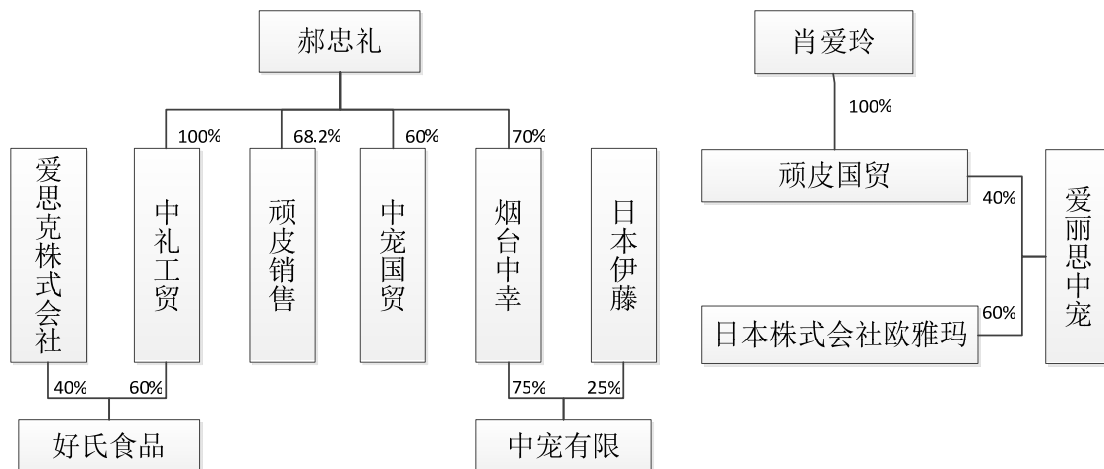 郝忠礼
肖爱玲
100%
68.2%
60%
70%
100%
爱思克株式会社
中礼工贸
顽皮销售
中宠国贸
烟台中幸
日本伊藤
顽皮国贸
40%
爱丽思中宠
日本株式会社欧雅玛
60%
40%
60%
75%
25%
好氏食品
中宠有限